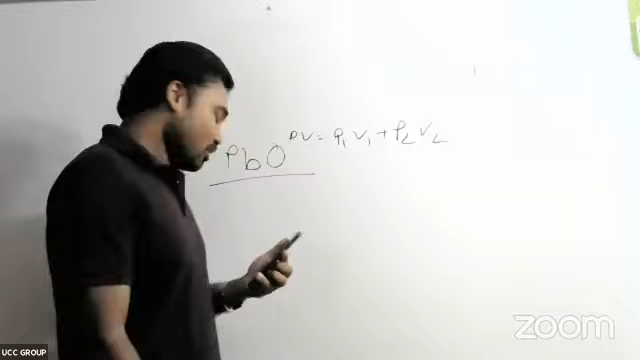 PV = P₁V₁ + P₂V₂
PbO
zoom
UCC GROUP